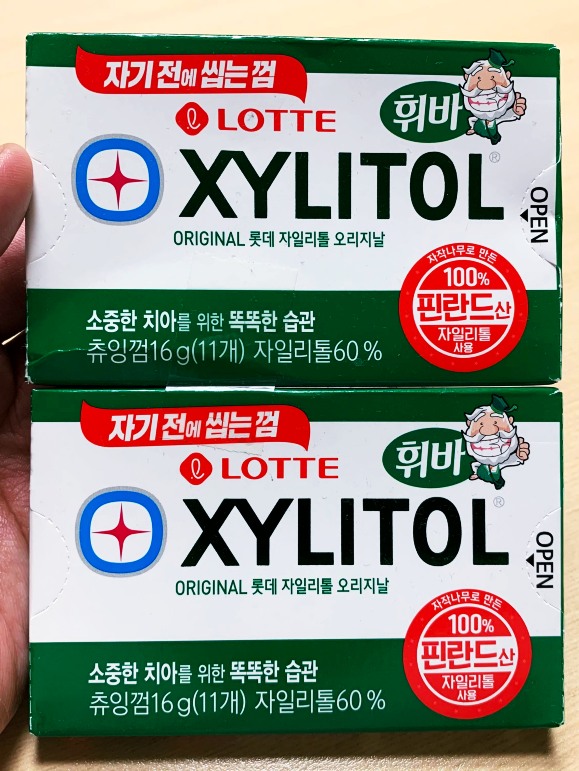 자기 전에 씹는 껌
LOTTE
휘바
XYLITOL®
OPEN
ORIGINAL 롯데 자일리톨 오리지날
자작나무로 만든
100%
핀란드산
자일리톨
사용
소중한 치아를 위한 똑똑한 습관
츄잉껌16g(11개) 자일리톨60%
자기 전에 씹는 껌
LOTTE
휘바
XYLITOL®
OPEN
ORIGINAL 롯데 자일리톨 오리지날
자작나무로 만든
100%
핀란드산
자일리톨
사용
소중한 치아를 위한 똑똑한 습관
츄잉껌16g(11개) 자일리톨60%